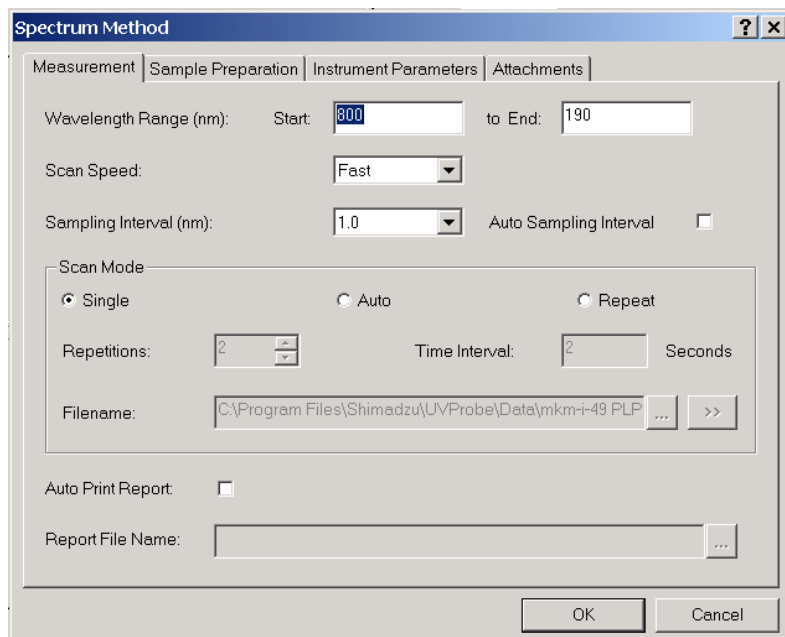 Spectrum Method
Measurement Sample Preparation Instrument Parameters Attachments
Wavelength Range (nm): Start: 800 to End: 190
Scan Speed: Fast
Sampling Interval (nm): 1.0 Auto Sampling Interval
Scan Mode
Single Auto Repeat
Repetitions: 2 Time Interval: 2 Seconds
Filename: C:\Program Files\Shimadzu\UVProbe\Data\mkm-i-49 PLP ... >>
Auto Print Report:
Report File Name: ...
OK Cancel